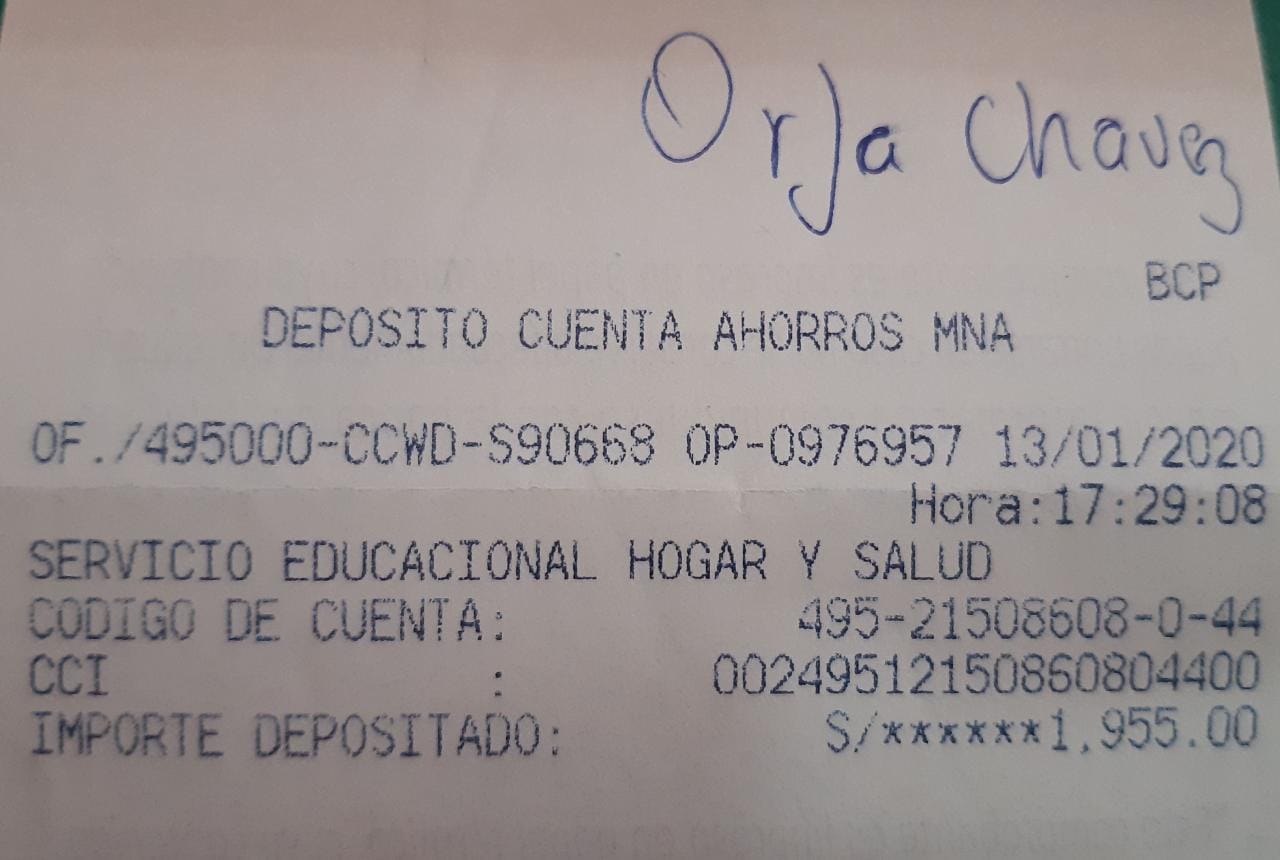 Orja Chavez
BCP
DEPOSITO CUENTA AHORROS MNA
OF./495000-CCWD-S90668 OP-0976957 13/01/2020
Hora:17:29:08
SERVICIO EDUCACIONAL HOGAR Y SALUD
CODIGO DE CUENTA: 495-21508608-0-44
CCI : 00249512150860804400
IMPORTE DEPOSITADO: S/******1,955.00